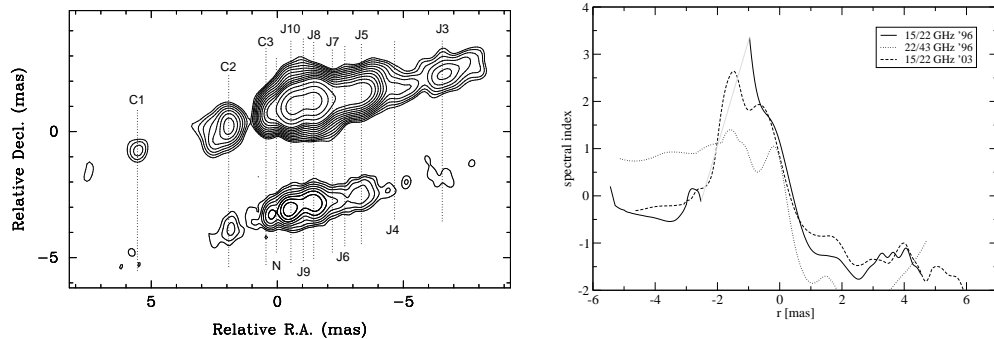 C1
C2
C3
J10
J8
J7
J5
J3
O
N
J9
J6
J4
Relative Decl. (mas)
0
−5
5
0
−5
Relative R.A. (mas)
15/22 GHz '96
22/43 GHz '96
15/22 GHz '03
spectral index
4
3
2
1
0
-1
-2
-6
-4
-2
0
2
4
6
r [mas]